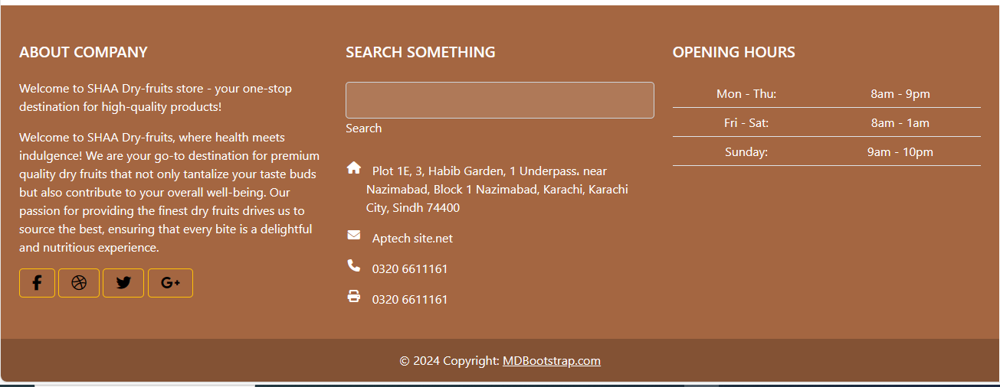 ABOUT COMPANY
Welcome to SHAA Dry-fruits store - your one-stop
destination for high-quality products!
Welcome to SHAA Dry-fruits, where health meets
indulgence! We are your go-to destination for premium
quality dry fruits that not only tantalize your taste buds
but also contribute to your overall well-being. Our
passion for providing the finest dry fruits drives us to
source the best, ensuring that every bite is a delightful
and nutritious experience.
SEARCH SOMETHING
Search
Plot 1E, 3, Habib Garden, 1 Underpass، near
Nazimabad, Block 1 Nazimabad, Karachi, Karachi
City, Sindh 74400
Aptech site.net
0320 6611161
0320 6611161
OPENING HOURS
Mon - Thu: 8am - 9pm
Fri - Sat: 8am - 1am
Sunday: 9am - 10pm
© 2024 Copyright: MDBootstrap.com